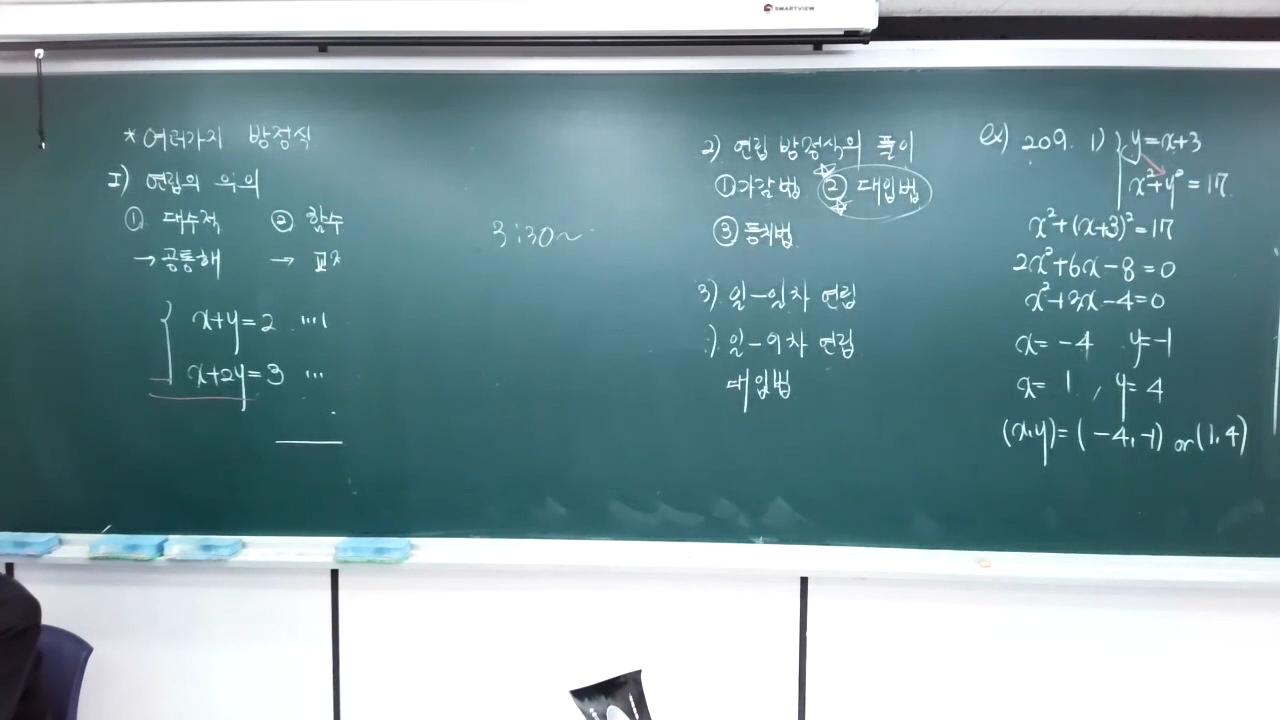 SMARTVIEW
* 여러가지 방정식
I) 연립의 의의
① 대수적 ② 함수
→ 공통해 → 교차
x+y=2 ...1
x+2y=3 ...
3:30~
2) 연립 방정식의 풀이
①가감법 ② 대입법
③등치법
3) 일-일차 연립
:) 일-이차 연립
대입법
ex) 209. 1) y=x+3
x²+y²=17
x²+(x+3)²=17
2x²+6x-8=0
x²+3x-4=0
x=-4 y=-1
x=1, y=4
(x,y)=(-4,-1) or (1,4)